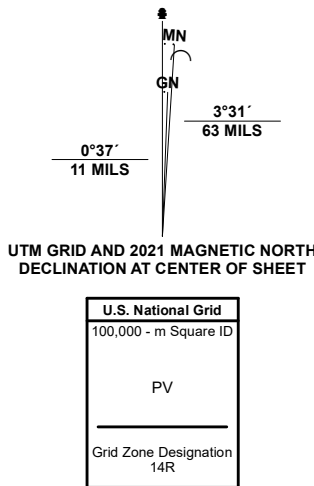 MN
GN
3°31´
63 MILS
0°37´
11 MILS
UTM GRID AND 2021 MAGNETIC NORTH
DECLINATION AT CENTER OF SHEET
U.S. National Grid
100,000 - m Square ID
PV
Grid Zone Designation
14R